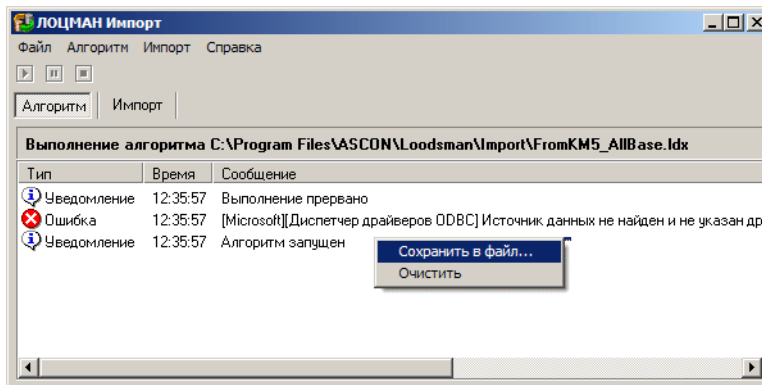 ЛОЦМАН Импорт
Файл Алгоритм Импорт Справка
Алгоритм Импорт
Выполнение алгоритма C:\Program Files\ASCON\Loodsman\Import\FromKM5_AllBase.ldx
Тип Время Сообщение
Уведомление 12:35:57 Выполнение прервано
Ошибка 12:35:57 [Microsoft][Диспетчер драйверов ODBC] Источник данных не найден и не указан др
Уведомление 12:35:57 Алгоритм запущен
Сохранить в файл...
Очистить